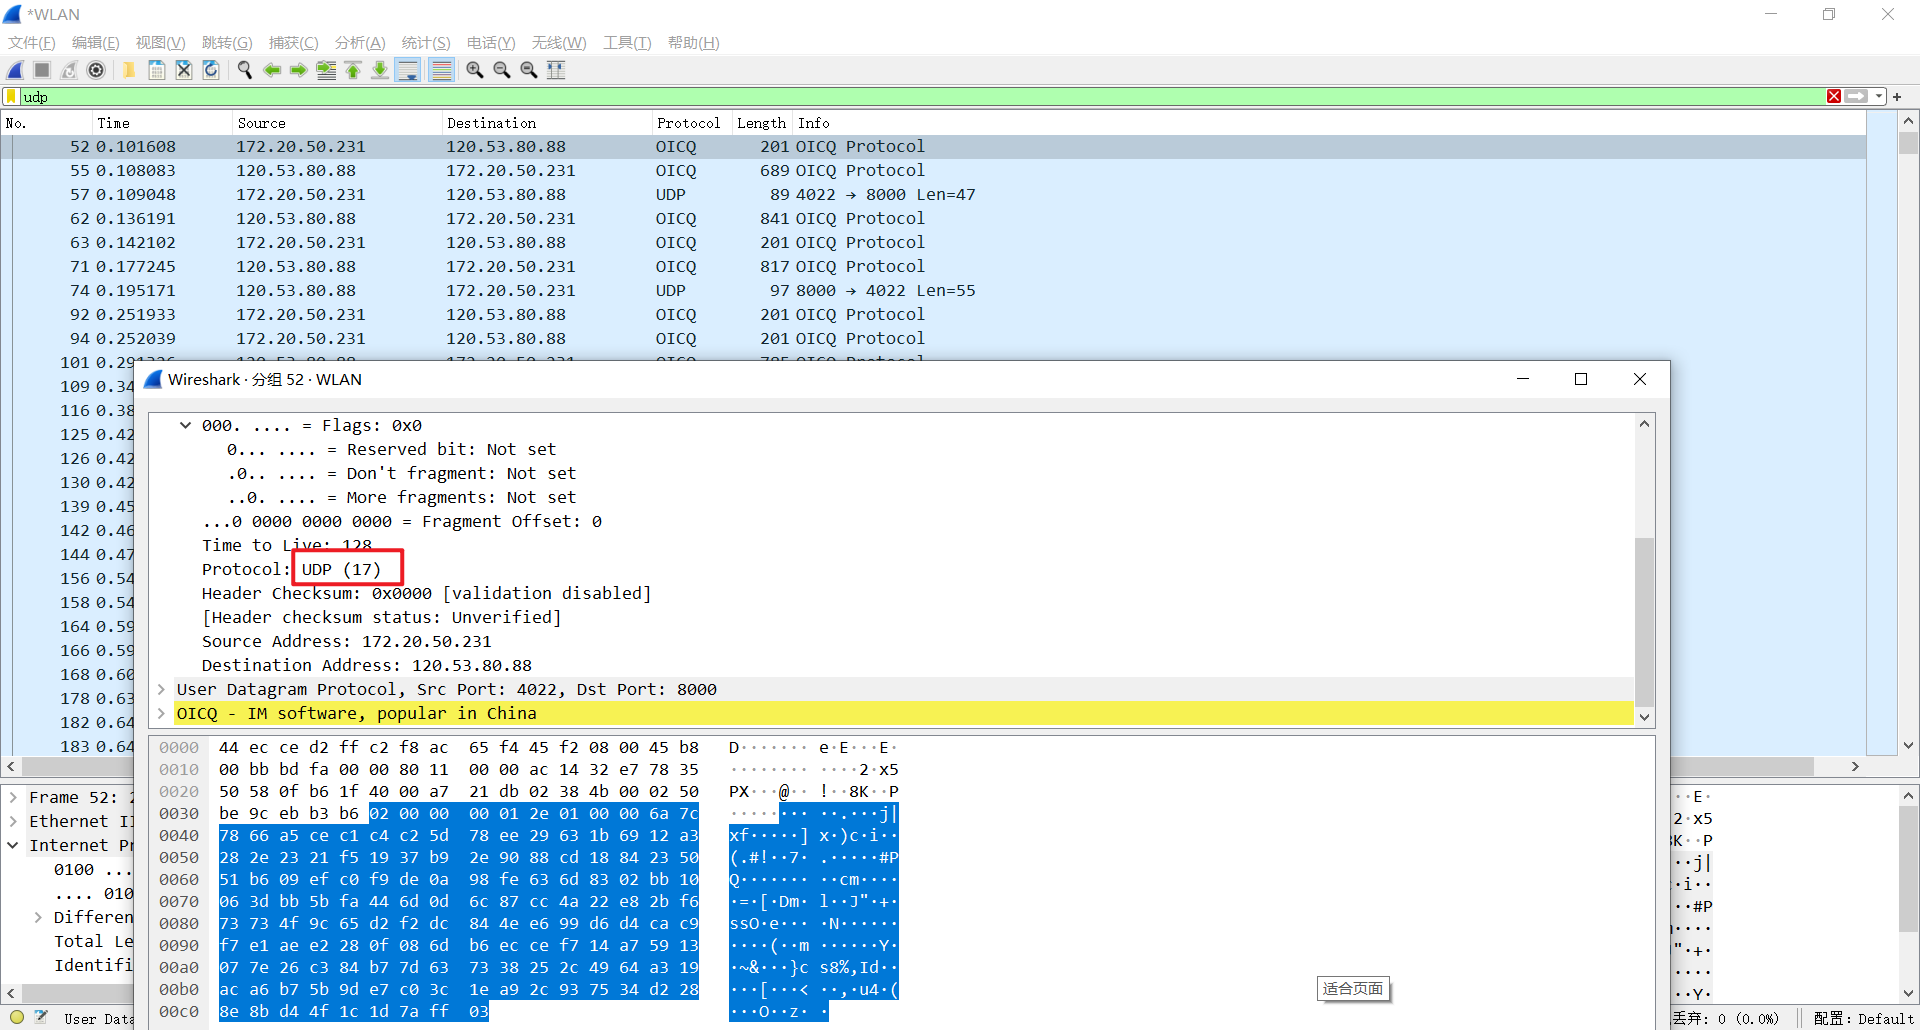 *WLAN
文件(F) 编辑(E) 视图(V) 跳转(G) 捕获(C) 分析(A) 统计(S) 电话(Y) 无线(W) 工具(T) 帮助(H)
udp
No. Time Source Destination Protocol Length Info
52 0.101608 172.20.50.231 120.53.80.88 OICQ 201 OICQ Protocol
55 0.108083 120.53.80.88 172.20.50.231 OICQ 689 OICQ Protocol
57 0.109048 172.20.50.231 120.53.80.88 UDP 89 4022 → 8000 Len=47
62 0.136191 120.53.80.88 172.20.50.231 OICQ 841 OICQ Protocol
63 0.142102 172.20.50.231 120.53.80.88 OICQ 201 OICQ Protocol
71 0.177245 120.53.80.88 172.20.50.231 OICQ 817 OICQ Protocol
74 0.195171 120.53.80.88 172.20.50.231 UDP 97 8000 → 4022 Len=55
92 0.251933 172.20.50.231 120.53.80.88 OICQ 201 OICQ Protocol
94 0.252039 172.20.50.231 120.53.80.88 OICQ 201 OICQ Protocol
101
109 0.34
116 0.38
125 0.42
126 0.42
130 0.42
139 0.45
142 0.46
144 0.47
156 0.54
158 0.54
164 0.59
166 0.59
168 0.60
178 0.63
182 0.64
183 0.64
Wireshark · 分组 52 · WLAN
000. .... = Flags: 0x0
0... .... = Reserved bit: Not set
.0.. .... = Don't fragment: Not set
..0. .... = More fragments: Not set
...0 0000 0000 0000 = Fragment Offset: 0
Time to Live: 128
Protocol: UDP (17)
Header Checksum: 0x0000 [validation disabled]
[Header checksum status: Unverified]
Source Address: 172.20.50.231
Destination Address: 120.53.80.88
User Datagram Protocol, Src Port: 4022, Dst Port: 8000
OICQ - IM software, popular in China
0000 44 ec ce d2 ff c2 f8 ac 65 f4 45 f2 08 00 45 b8 D······· e·E···E·
0010 00 bb bd fa 00 00 80 11 00 00 ac 14 32 e7 78 35 ········ ····2·x5
0020 50 58 0f b6 1f 40 00 a7 21 db 02 38 4b 00 02 50 PX···@·· !··8K··P
0030 be 9c eb b3 b6 02 00 00 00 01 2e 01 00 00 6a 7c ········ ··.···j|
0040 78 66 a5 ce c1 c4 c2 5d 78 ee 29 63 1b 69 12 a3 xf·····] x·)c·i··
0050 28 2e 23 21 f5 19 37 b9 2e 90 88 cd 18 84 23 50 (.#!··7· .·····#P
0060 51 b6 09 ef c0 f9 de 0a 98 fe 63 6d 83 02 bb 10 Q······· ··cm····
0070 06 3d bb 5b fa 44 6d 0d 6c 87 cc 4a 22 e8 2b f6 ·=·[·Dm· l··J"·+·
0080 73 73 4f 9c 65 d2 f2 dc 84 4e e6 99 d6 d4 ca c9 ssO·e··· ·N······
0090 f7 e1 ae e2 28 0f 08 6d b6 ec ce f7 14 a7 59 13 ····(··m ······Y·
00a0 07 7e 26 c3 84 b7 7d 63 73 38 25 2c 49 64 a3 19 ·~&···}c s8%,Id··
00b0 ac a6 b7 5b 9d e7 c0 3c 1e a9 2c 93 75 34 d2 28 ···[···< ··,·u4·(
00c0 8e 8b d4 4f 1c 1d 7a ff 03 ···O··z· ·
Frame 52: 2
Ethernet II
Internet Pr
0100 ...
.... 010
Differen
Total Le
Identifi
··E·
2·x5
8K··P
··j|
·i··
··#P
····
"·+·
····
··Y·
适合页面
User Data
丢弃: 0 (0.0%) 配置: Default